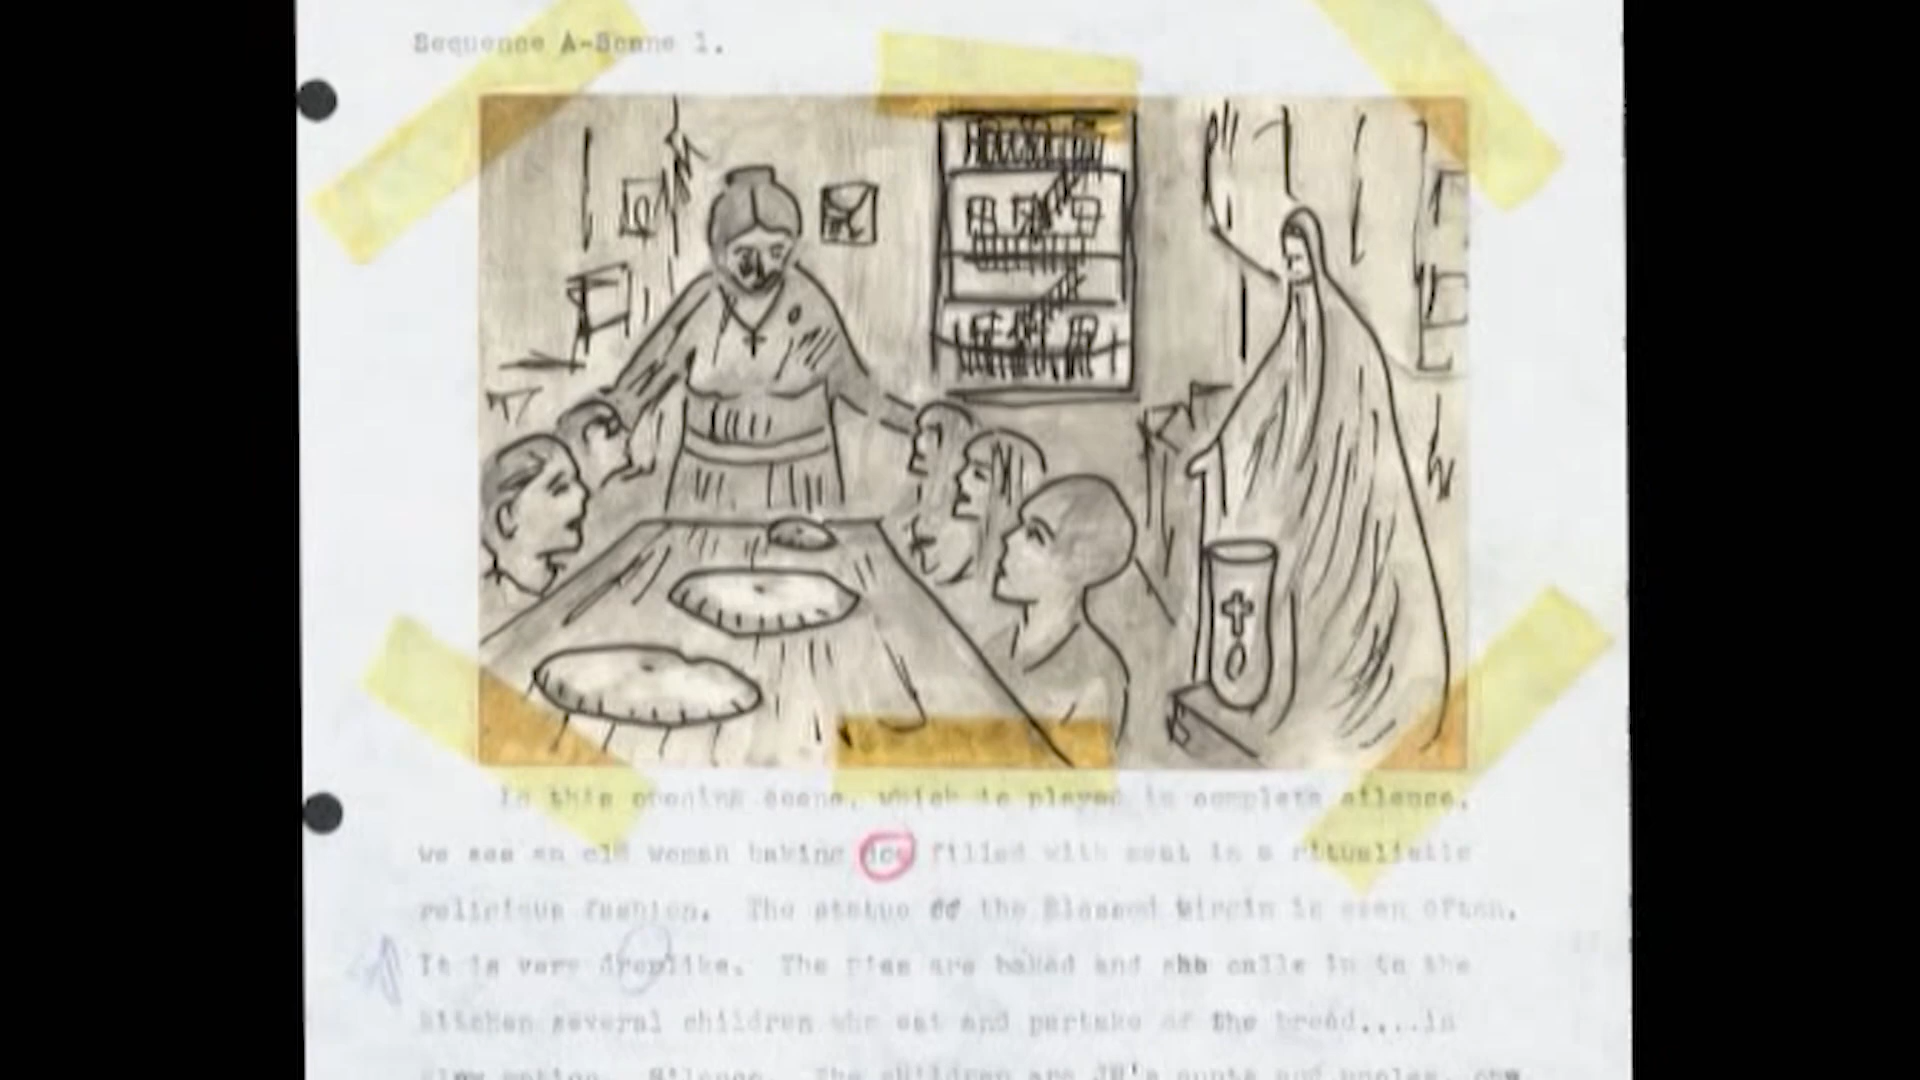 Sequence A-Scene 1.
In this opening scene, which is played in complete silence,
we see an old woman baking filled with meat in a ritualistic
religious fashion. The statue of the Blessed Virgin is seen often.
It is very The pies are baked and she calls in to the
kitchen several children who eat and partake of the bread....in
slow motion. Silence. The children are JR's aunts and uncles, one